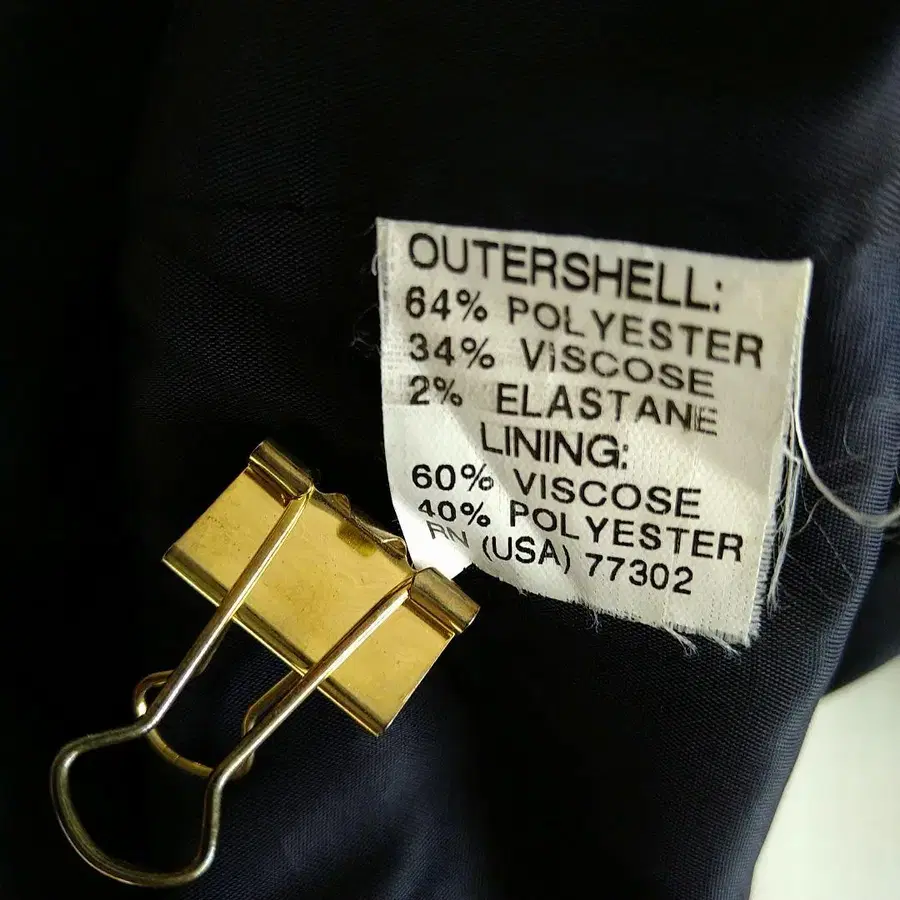 OUTERSHELL:
64% POLYESTER
34% VISCOSE
2% ELASTANE
LINING:
60% VISCOSE
40% POLYESTER
RN (USA) 77302